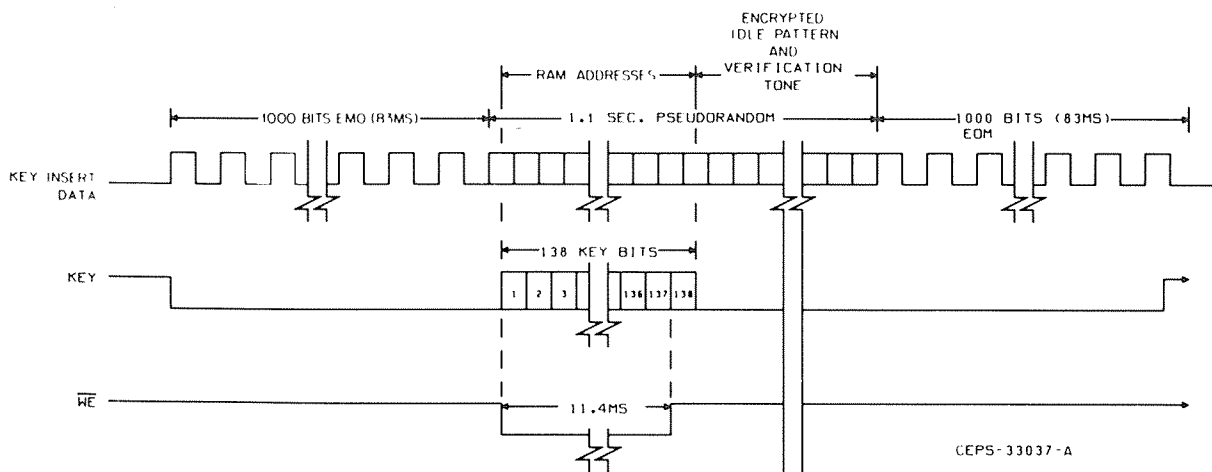 ENCRYPTED
IDLE PATTERN
AND
VERIFICATION
TONE
RAM ADDRESSES
1000 BITS EMO (83MS)
1.1 SEC. PSEUDORANDOM
1000 BITS (83MS)
EOM
KEY INSERT
DATA
138 KEY BITS
KEY
1 2 3 136 137 138
WE
11.4MS
CEPS-33037-A